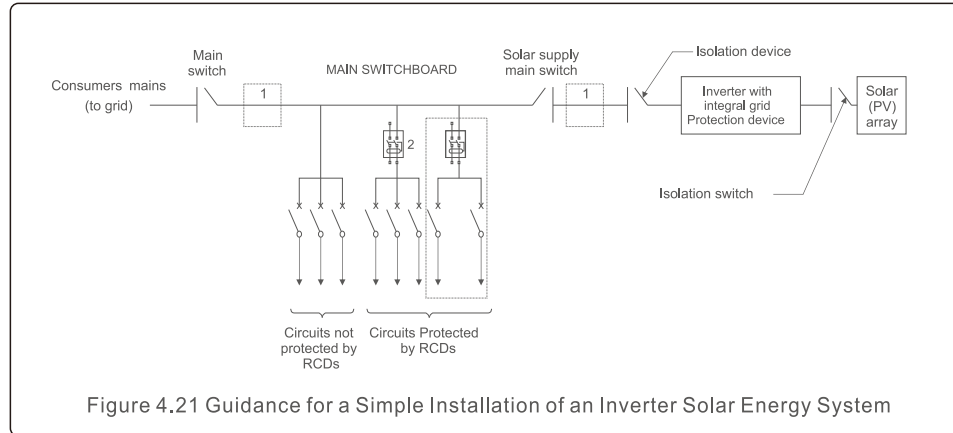 Main
switch
Consumers mains
(to grid)
1
MAIN SWITCHBOARD
Solar supply
main switch
1
Isolation device
Inverter with
integral grid
Protection device
Solar
(PV)
array
Isolation switch
2
Circuits not
protected by
RCDs
Circuits Protected
by RCDs
Figure 4.21 Guidance for a Simple Installation of an Inverter Solar Energy System